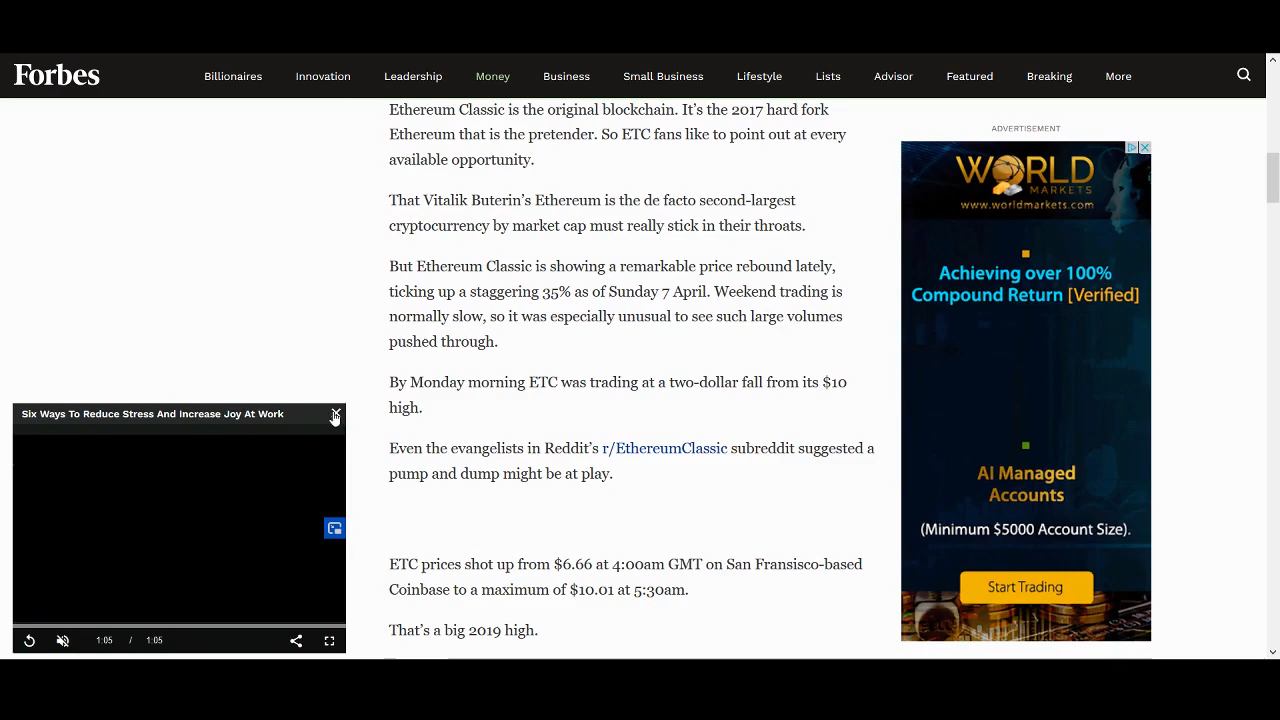 Forbes
Billionaires Innovation Leadership Money Business Small Business Lifestyle Lists Advisor Featured Breaking More
Ethereum Classic is the original blockchain. It’s the 2017 hard fork
Ethereum that is the pretender. So ETC fans like to point out at every
available opportunity.
That Vitalik Buterin’s Ethereum is the de facto second-largest
cryptocurrency by market cap must really stick in their throats.
But Ethereum Classic is showing a remarkable price rebound lately,
ticking up a staggering 35% as of Sunday 7 April. Weekend trading is
normally slow, so it was especially unusual to see such large volumes
pushed through.
By Monday morning ETC was trading at a two-dollar fall from its $10
high.
Even the evangelists in Reddit’s r/EthereumClassic subreddit suggested a
pump and dump might be at play.
ETC prices shot up from $6.66 at 4:00am GMT on San Fransisco-based
Coinbase to a maximum of $10.01 at 5:30am.
That’s a big 2019 high.
Six Ways To Reduce Stress And Increase Joy At Work
1:05 / 1:05
ADVERTISEMENT
WORLD
MARKETS
www.worldmarkets.com
Achieving over 100%
Compound Return [Verified]
AI Managed
Accounts
(Minimum $5000 Account Size).
Start Trading